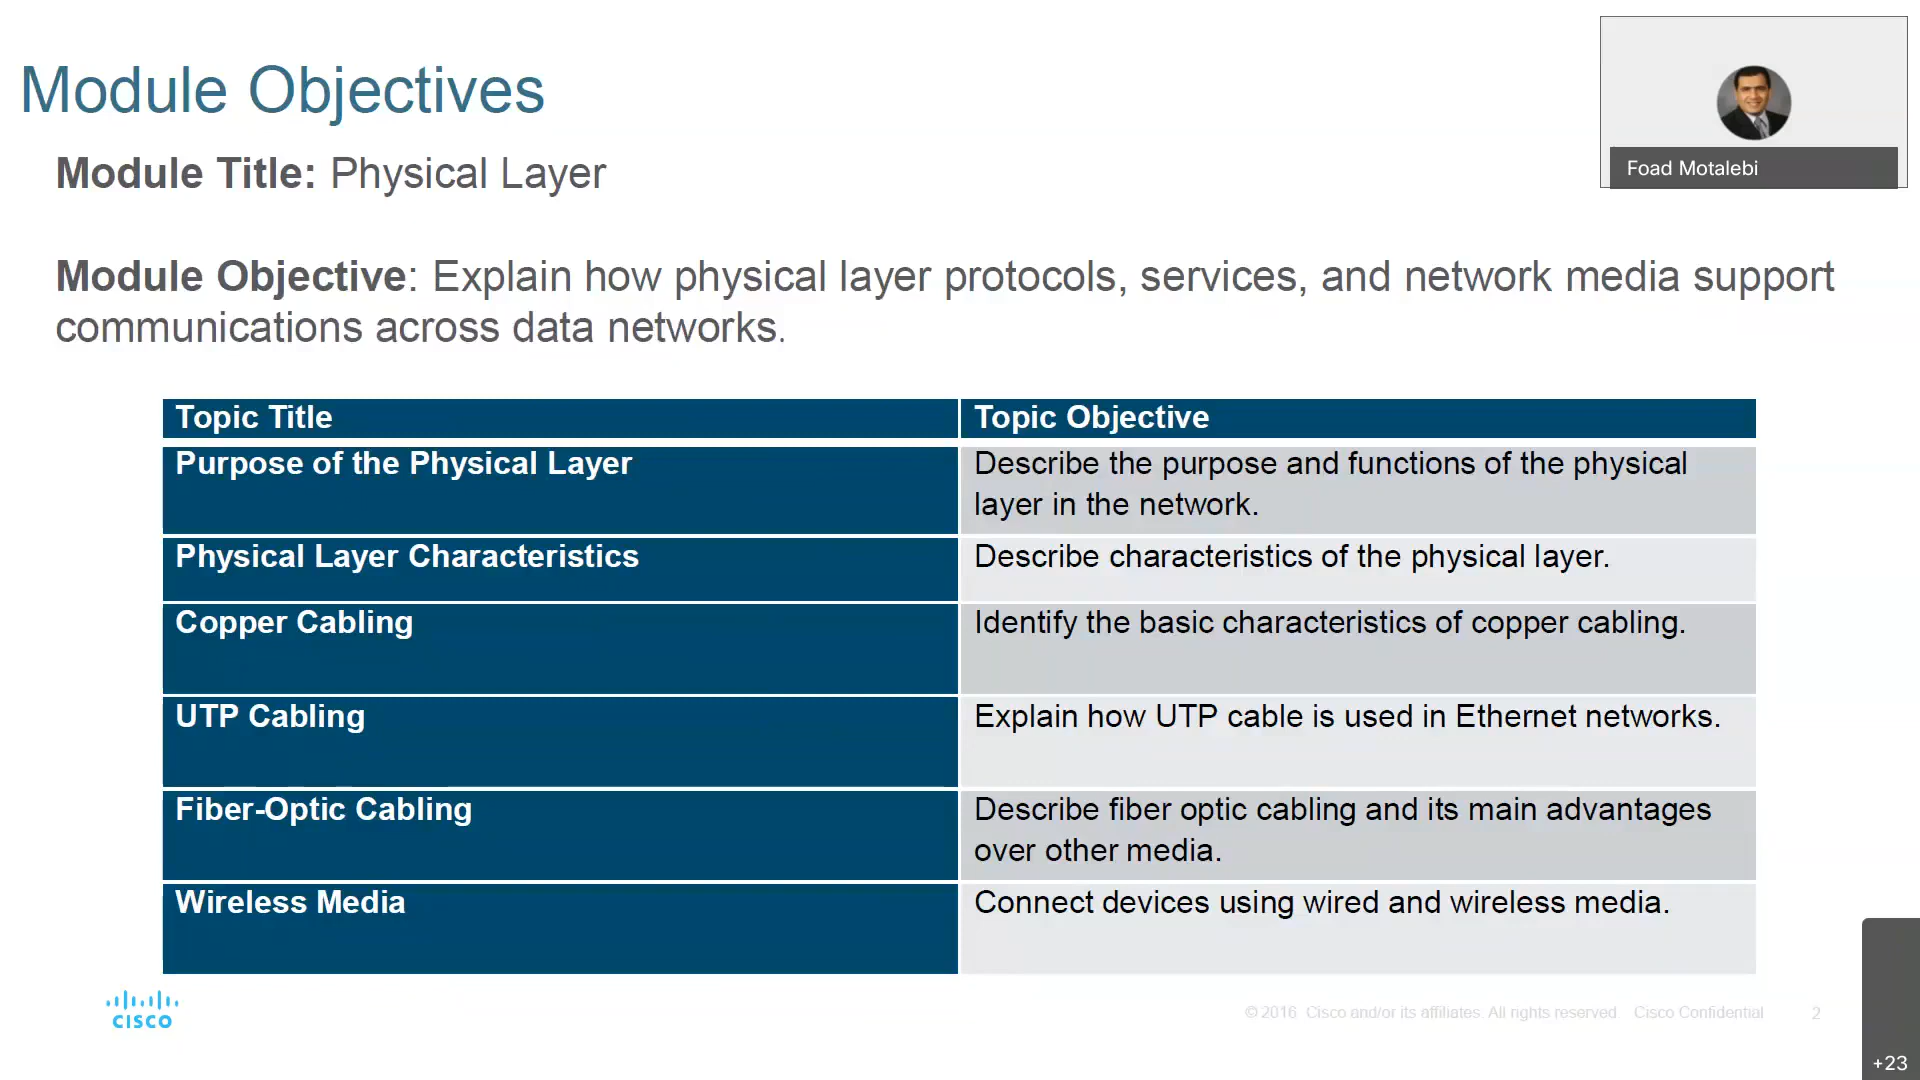 Module Objectives
Foad Motalebi
Module Title: Physical Layer
Module Objective: Explain how physical layer protocols, services, and network media support
communications across data networks.
Topic Title
Topic Objective
Purpose of the Physical Layer
Describe the purpose and functions of the physical
layer in the network.
Physical Layer Characteristics
Describe characteristics of the physical layer.
Copper Cabling
Identify the basic characteristics of copper cabling.
UTP Cabling
Explain how UTP cable is used in Ethernet networks.
Fiber-Optic Cabling
Describe fiber optic cabling and its main advantages
over other media.
Wireless Media
Connect devices using wired and wireless media.
CISCO
© 2016 Cisco and/or its affiliates. All rights reserved. Cisco Confidential
2
+23